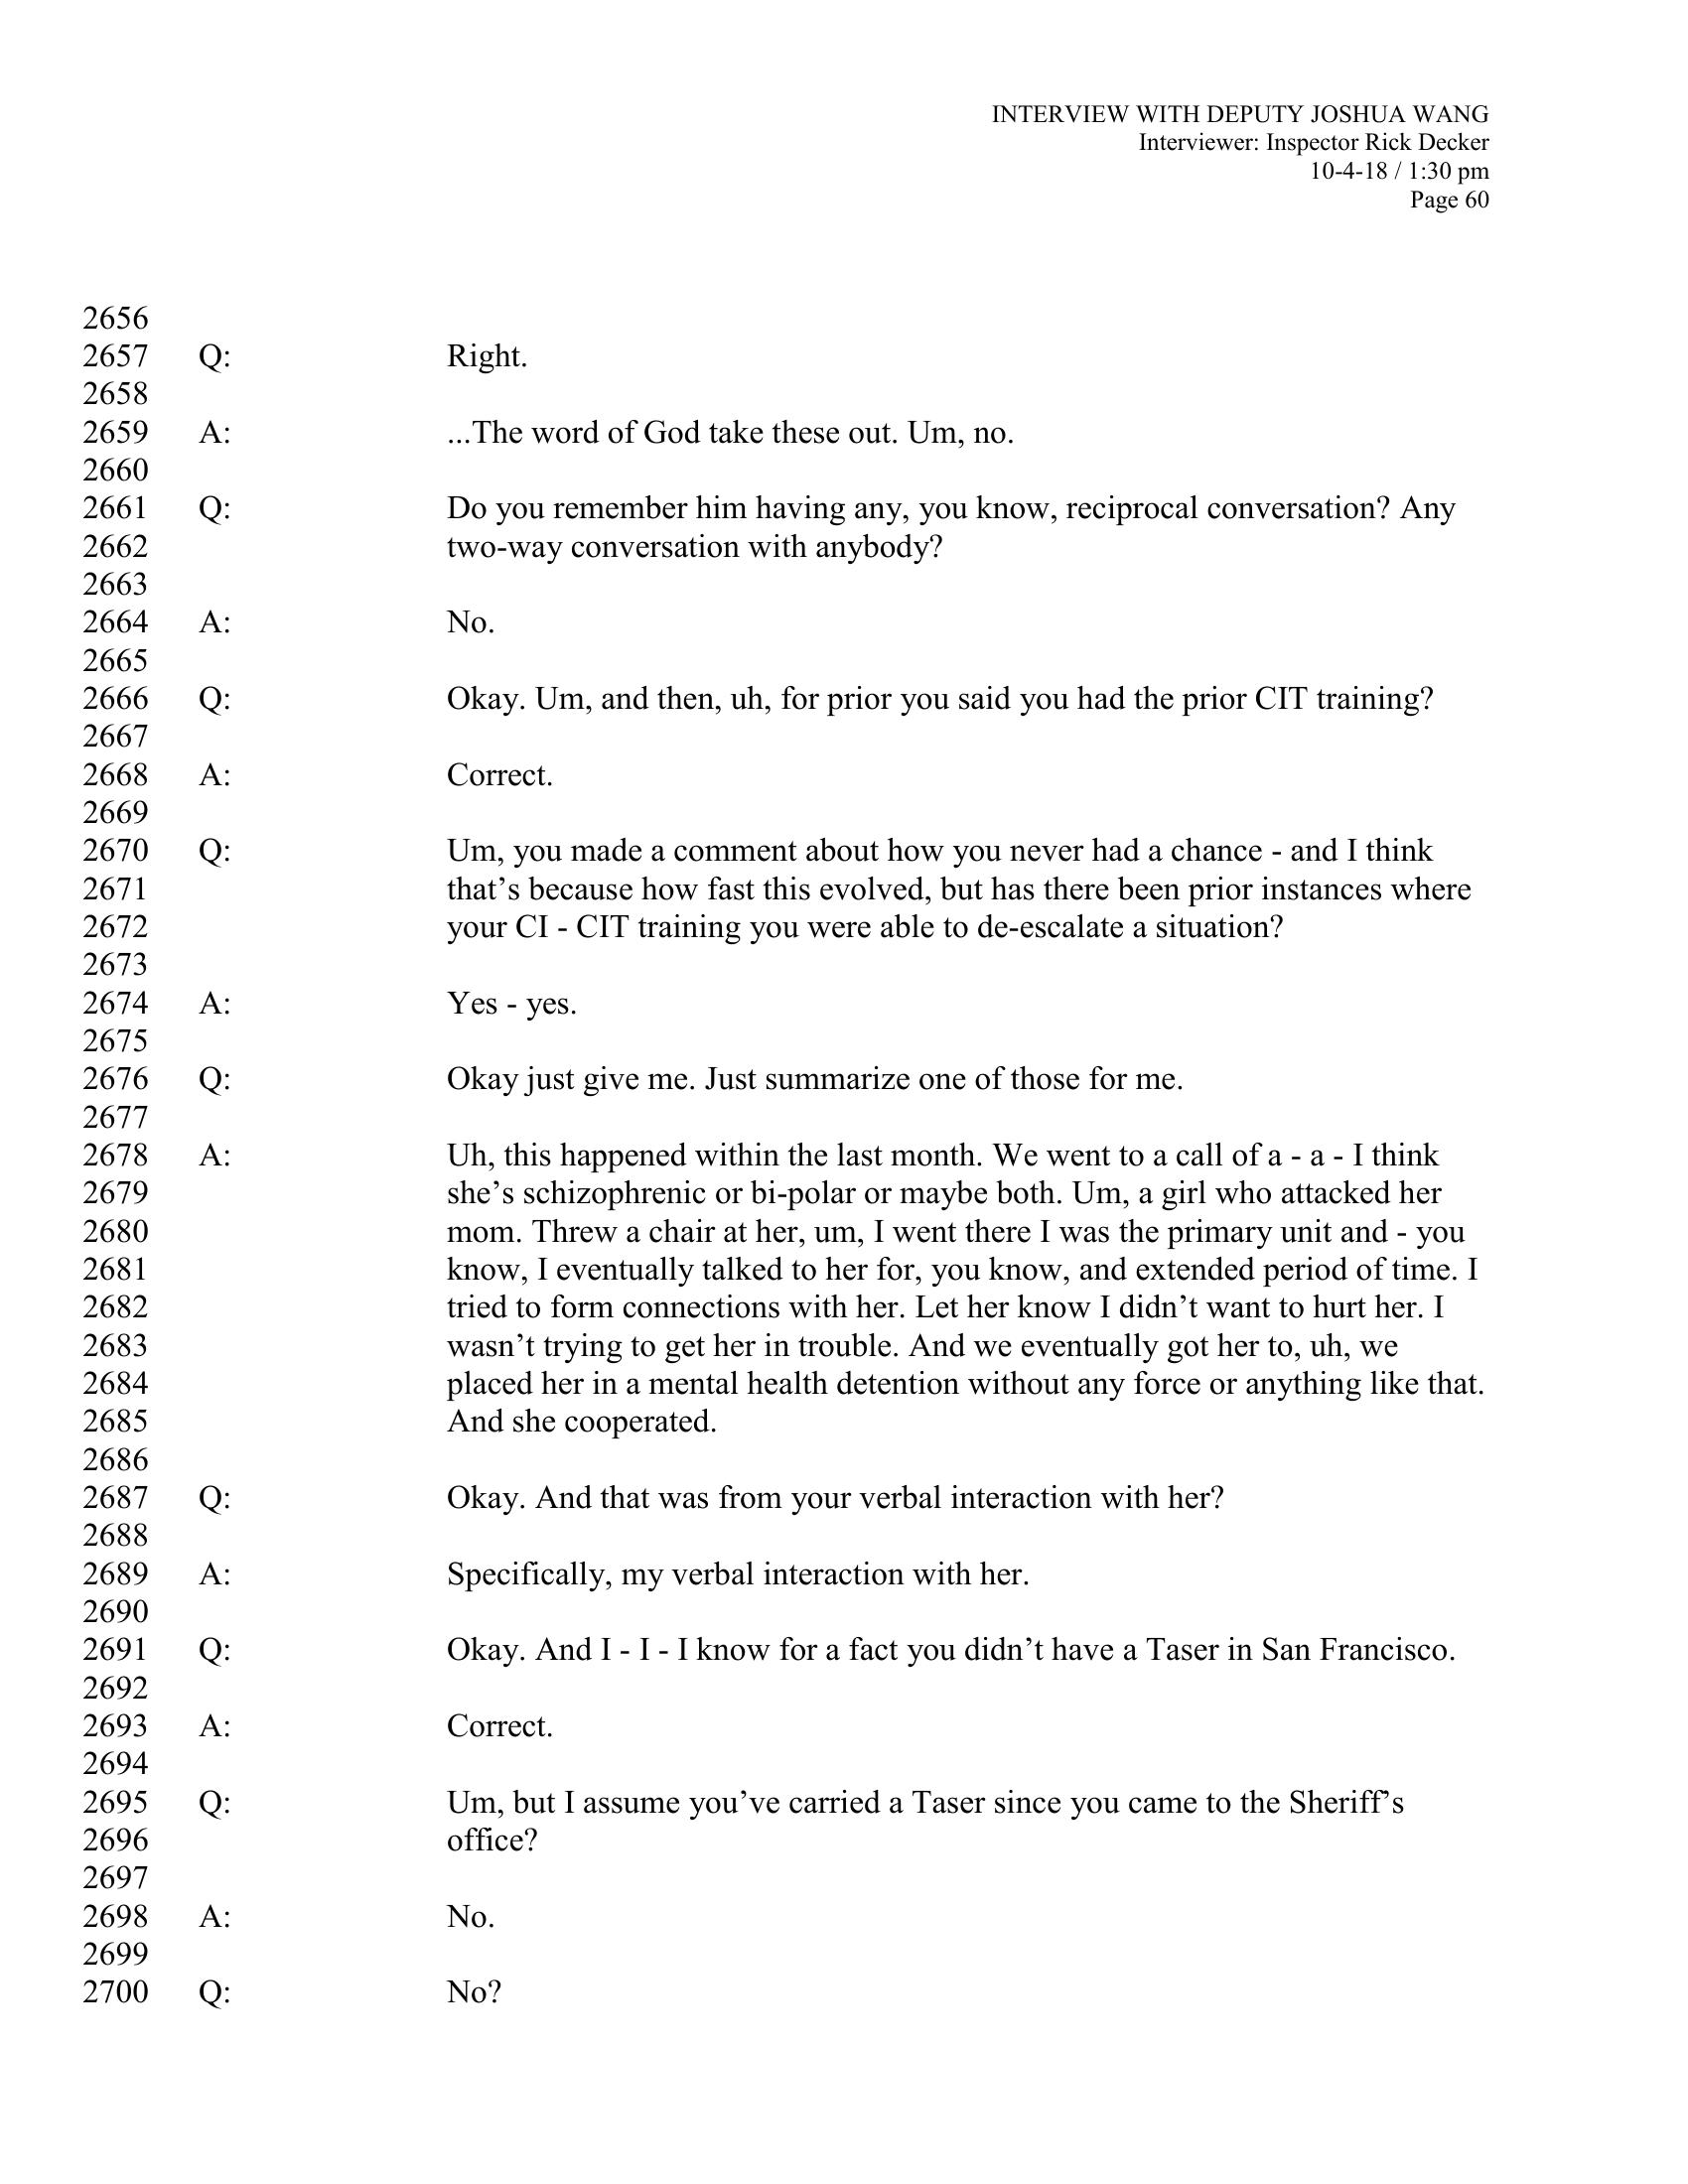 INTERVIEW WITH DEPUTY JOSHUA WANG
Interviewer: Inspector Rick Decker
10-4-18 / 1:30 pm
Page 60
2656
2657 Q: Right.
2658
2659 A: ...The word of God take these out. Um, no.
2660
2661 Q: Do you remember him having any, you know, reciprocal conversation? Any
2662 two-way conversation with anybody?
2663
2664 A: No.
2665
2666 Q: Okay. Um, and then, uh, for prior you said you had the prior CIT training?
2667
2668 A: Correct.
2669
2670 Q: Um, you made a comment about how you never had a chance - and I think
2671 that's because how fast this evolved, but has there been prior instances where
2672 your CI - CIT training you were able to de-escalate a situation?
2673
2674 A: Yes - yes.
2675
2676 Q: Okay just give me. Just summarize one of those for me.
2677
2678 A: Uh, this happened within the last month. We went to a call of a - a - I think
2679 she's schizophrenic or bi-polar or maybe both. Um, a girl who attacked her
2680 mom. Threw a chair at her, um, I went there I was the primary unit and - you
2681 know, I eventually talked to her for, you know, and extended period of time. I
2682 tried to form connections with her. Let her know I didn't want to hurt her. I
2683 wasn't trying to get her in trouble. And we eventually got her to, uh, we
2684 placed her in a mental health detention without any force or anything like that.
2685 And she cooperated.
2686
2687 Q: Okay. And that was from your verbal interaction with her?
2688
2689 A: Specifically, my verbal interaction with her.
2690
2691 Q: Okay. And I - I - I know for a fact you didn't have a Taser in San Francisco.
2692
2693 A: Correct.
2694
2695 Q: Um, but I assume you've carried a Taser since you came to the Sheriff's
2696 office?
2697
2698 A: No.
2699
2700 Q: No?